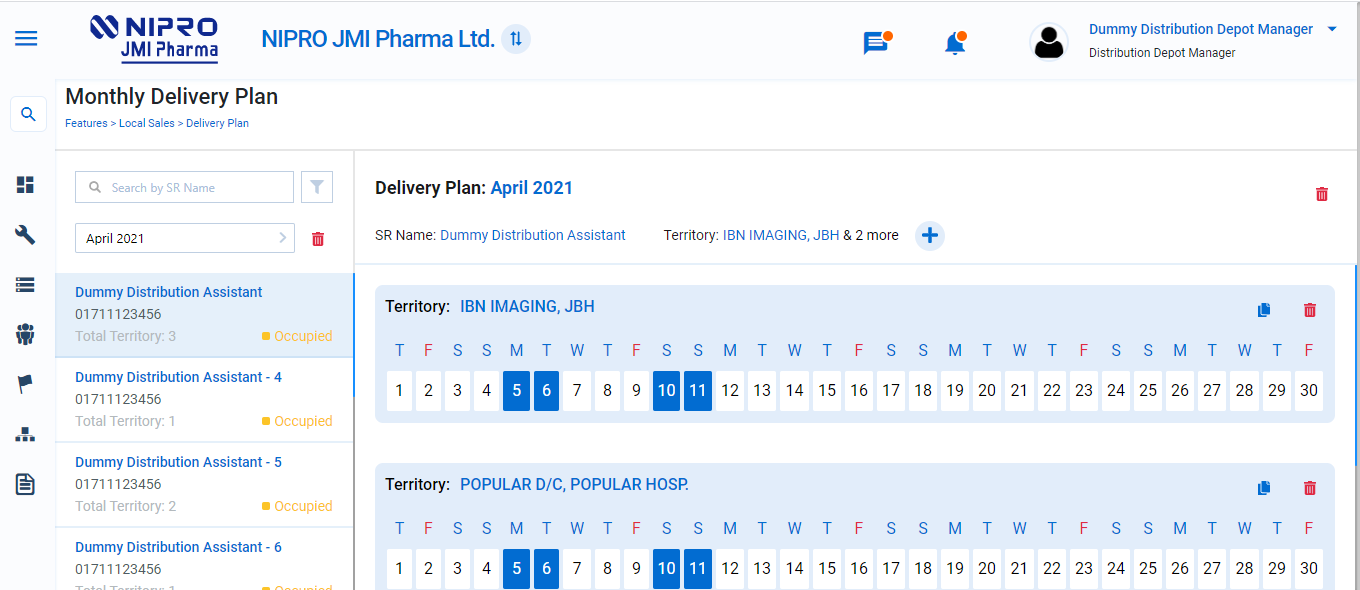 NIPRO
JMI Pharma
NIPRO JMI Pharma Ltd.
Dummy Distribution Depot Manager
Distribution Depot Manager
Monthly Delivery Plan
Features > Local Sales > Delivery Plan
Search by SR Name
April 2021
Dummy Distribution Assistant
01711123456
Total Territory: 3 Occupied
Dummy Distribution Assistant - 4
01711123456
Total Territory: 1 Occupied
Dummy Distribution Assistant - 5
01711123456
Total Territory: 2 Occupied
Dummy Distribution Assistant - 6
01711123456
Total Territory: 1 Occupied
Delivery Plan: April 2021
SR Name: Dummy Distribution Assistant Territory: IBN IMAGING, JBH & 2 more
Territory: IBN IMAGING, JBH
T F S S M T W T F S S M T W T F S S M T W T F S S M T W T F
1 2 3 4 5 6 7 8 9 10 11 12 13 14 15 16 17 18 19 20 21 22 23 24 25 26 27 28 29 30
Territory: POPULAR D/C, POPULAR HOSP.
T F S S M T W T F S S M T W T F S S M T W T F S S M T W T F
1 2 3 4 5 6 7 8 9 10 11 12 13 14 15 16 17 18 19 20 21 22 23 24 25 26 27 28 29 30